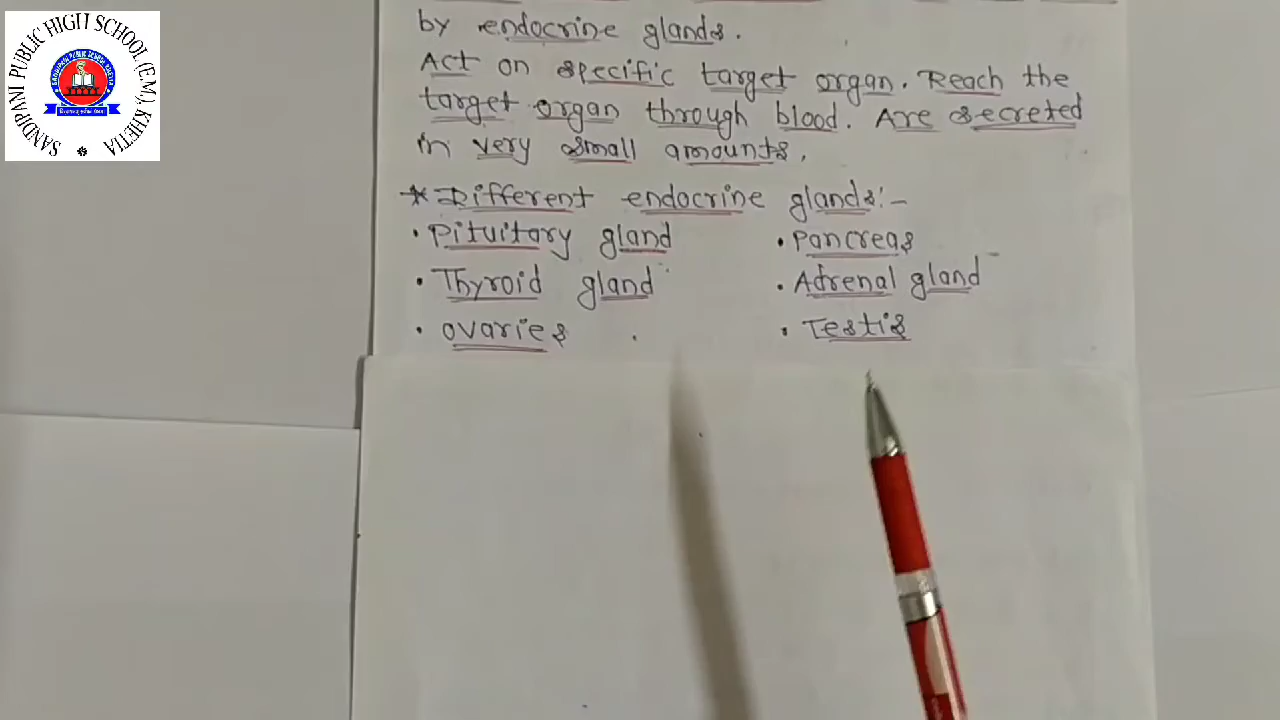 SANDIPANI PUBLIC HIGH SCHOOL (E.M), KHETIA
by endocrine glands.
Act on specific target organ. Reach the
target organ through blood. Are secreted
in very small amounts.
* Different endocrine glands:-
• Pituitary gland • Pancreas
• Thyroid gland • Adrenal gland
• Ovaries • Testis